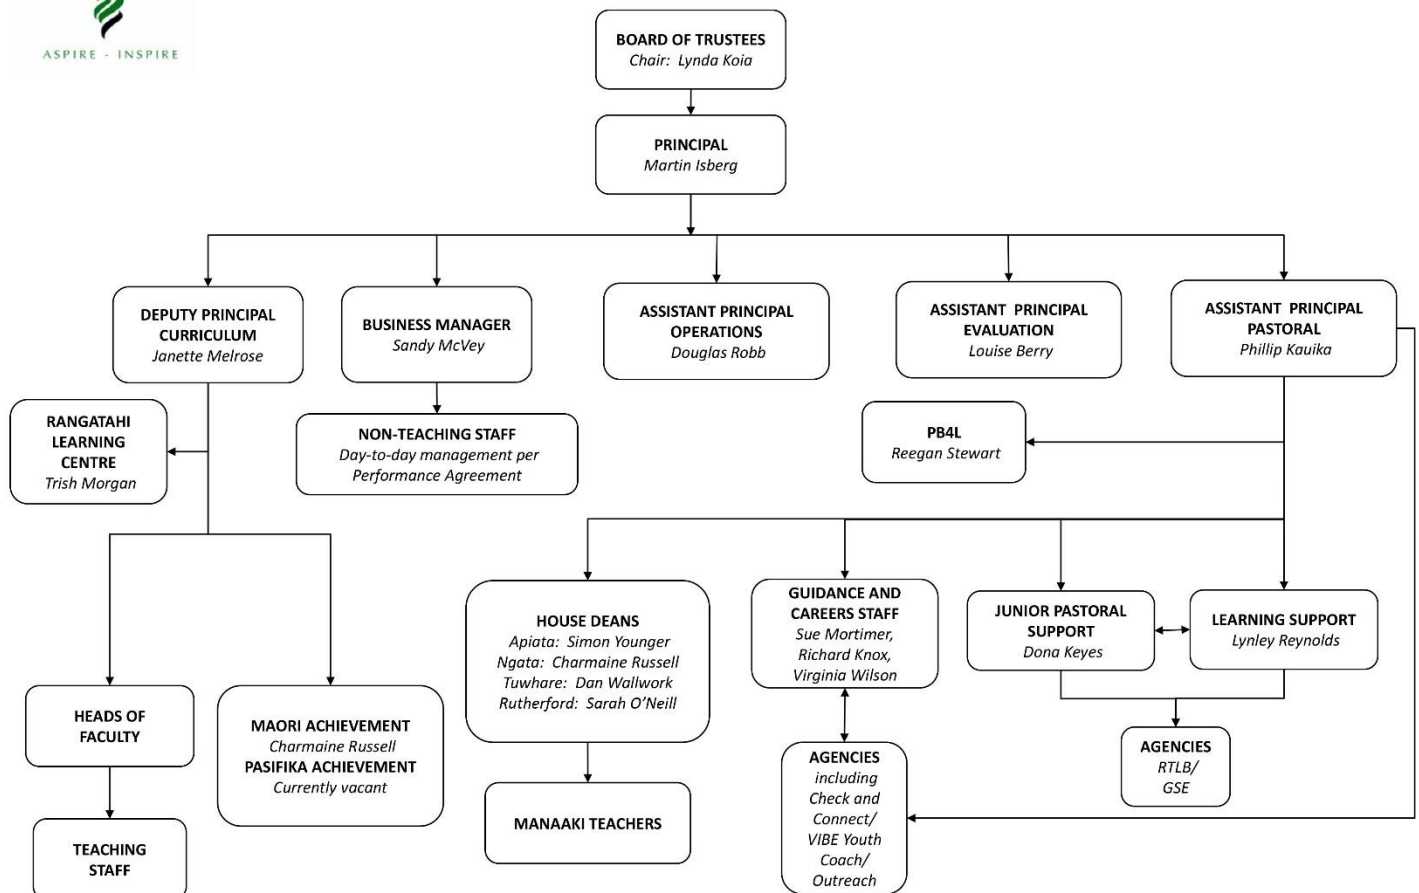 ASPIRE - INSPIRE
BOARD OF TRUSTEES
Chair: Lynda Koia
PRINCIPAL
Martin Isberg
DEPUTY PRINCIPAL
CURRICULUM
Janette Melrose
BUSINESS MANAGER
Sandy McVey
ASSISTANT PRINCIPAL
OPERATIONS
Douglas Robb
ASSISTANT PRINCIPAL
EVALUATION
Louise Berry
ASSISTANT PRINCIPAL
PASTORAL
Phillip Kauika
RANGATAHI
LEARNING
CENTRE
Trish Morgan
NON-TEACHING STAFF
Day-to-day management per
Performance Agreement
PB4L
Reegan Stewart
HOUSE DEANS
Apiata: Simon Younger
Ngata: Charmaine Russell
Tuwhare: Dan Wallwork
Rutherford: Sarah O'Neill
GUIDANCE AND
CAREERS STAFF
Sue Mortimer,
Richard Knox,
Virginia Wilson
JUNIOR PASTORAL
SUPPORT
Dona Keyes
LEARNING SUPPORT
Lynley Reynolds
HEADS OF
FACULTY
MAORI ACHIEVEMENT
Charmaine Russell
PASIFIKA ACHIEVEMENT
Currently vacant
MANAAKI TEACHERS
AGENCIES
including
Check and
Connect/
VIBE Youth
Coach/
Outreach
AGENCIES
RTLB/
GSE
TEACHING
STAFF